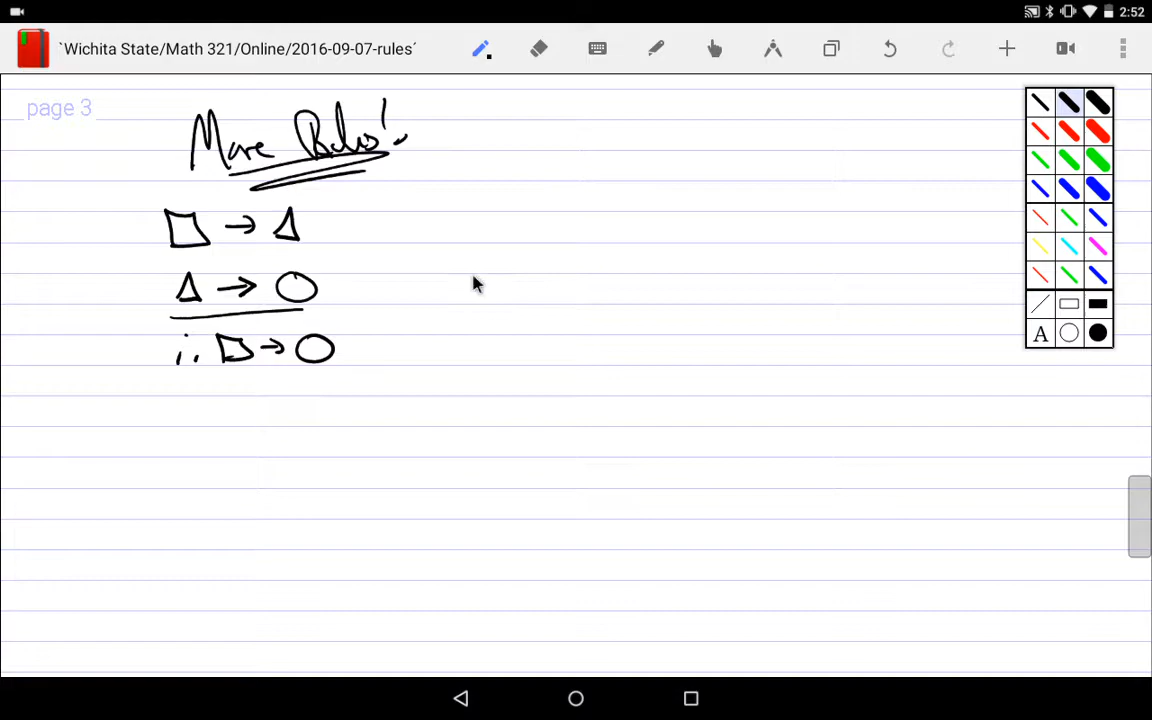 2:52
`Wichita State/Math 321/Online/2016-09-07-rules´
page 3
More Rules!
□ → △
△ → ○
∴ □ → ○
A